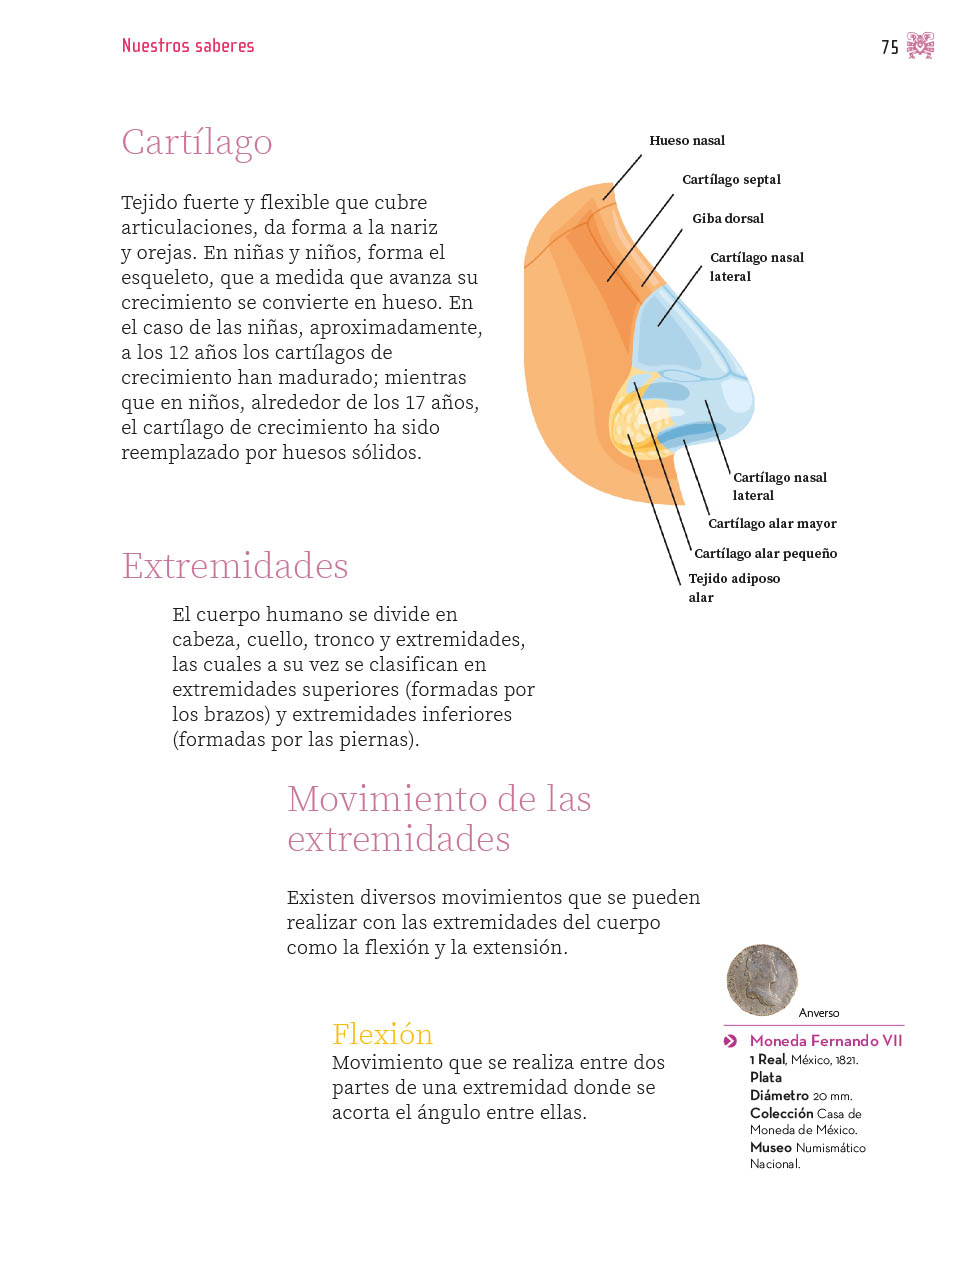 Nuestros saberes
75
Cartílago
Tejido fuerte y flexible que cubre
articulaciones, da forma a la nariz
y orejas. En niñas y niños, forma el
esqueleto, que a medida que avanza su
crecimiento se convierte en hueso. En
el caso de las niñas, aproximadamente,
a los 12 años los cartílagos de
crecimiento han madurado; mientras
que en niños, alrededor de los 17 años,
el cartílago de crecimiento ha sido
reemplazado por huesos sólidos.
Hueso nasal
Cartílago septal
Giba dorsal
Cartílago nasal
lateral
Cartílago nasal
lateral
Cartílago alar mayor
Cartílago alar pequeño
Tejido adiposo
alar
Extremidades
El cuerpo humano se divide en
cabeza, cuello, tronco y extremidades,
las cuales a su vez se clasifican en
extremidades superiores (formadas por
los brazos) y extremidades inferiores
(formadas por las piernas).
Movimiento de las
extremidades
Existen diversos movimientos que se pueden
realizar con las extremidades del cuerpo
como la flexión y la extensión.
Flexión
Movimiento que se realiza entre dos
partes de una extremidad donde se
acorta el ángulo entre ellas.
Anverso
Moneda Fernando VII
1 Real, México, 1821.
Plata
Diámetro 20 mm.
Colección Casa de
Moneda de México.
Museo Numismático
Nacional.